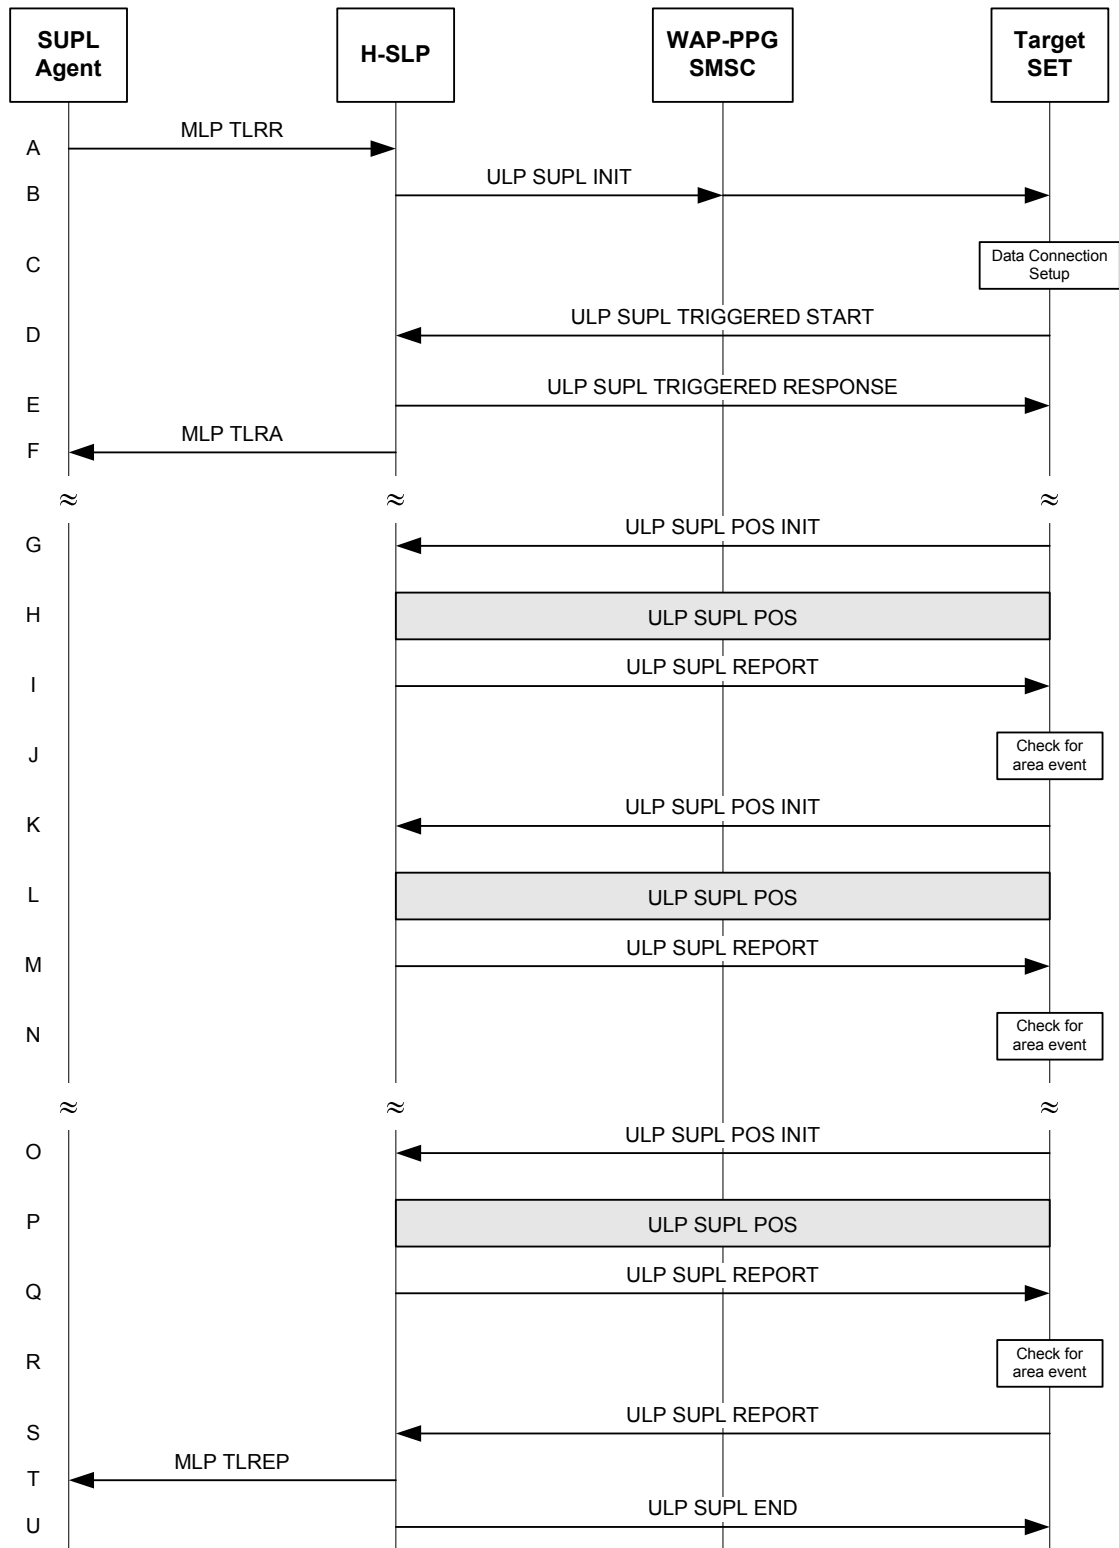 SUPL
Agent
H-SLP
WAP-PPG
SMSC
Target
SET
A
MLP TLRR
B
ULP SUPL INIT
C
Data Connection
Setup
D
ULP SUPL TRIGGERED START
E
ULP SUPL TRIGGERED RESPONSE
F
MLP TLRA
≈ ≈ ≈
G
ULP SUPL POS INIT
H
ULP SUPL POS
I
ULP SUPL REPORT
J
Check for
area event
K
ULP SUPL POS INIT
L
ULP SUPL POS
M
ULP SUPL REPORT
N
Check for
area event
≈ ≈ ≈
O
ULP SUPL POS INIT
P
ULP SUPL POS
Q
ULP SUPL REPORT
R
Check for
area event
S
ULP SUPL REPORT
T
MLP TLREP
U
ULP SUPL END